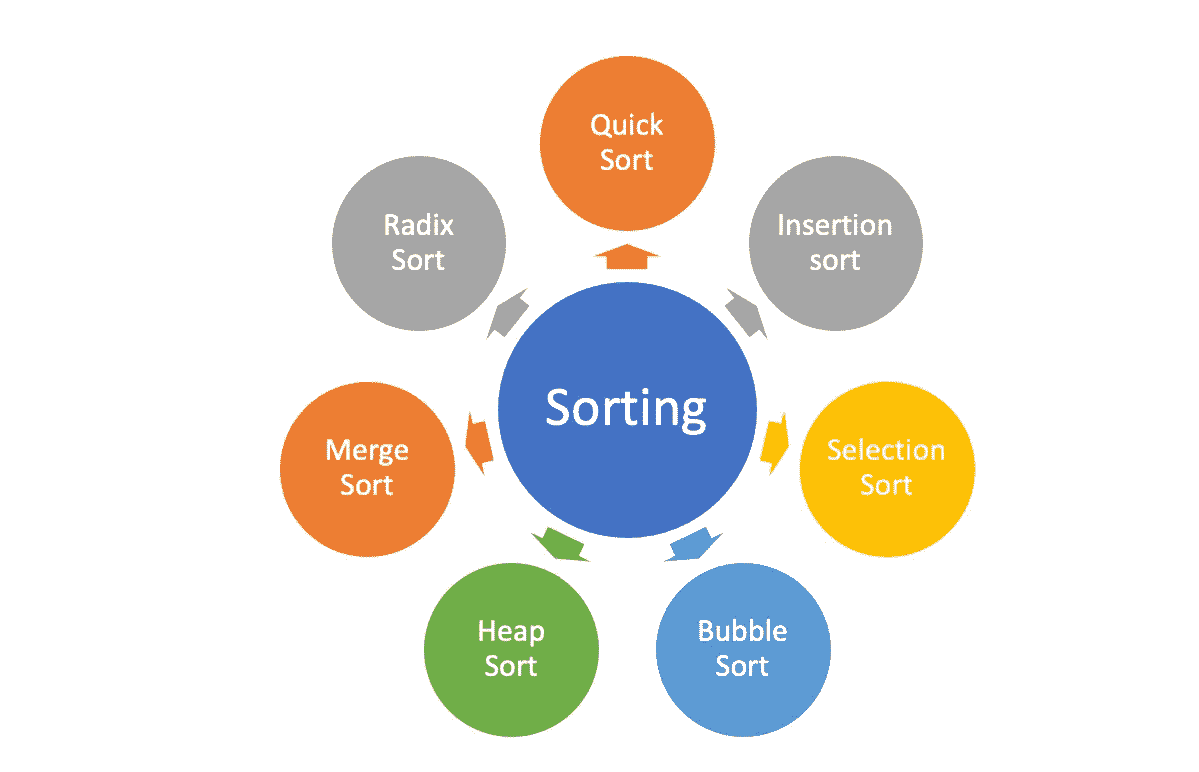 Quick
Sort
Radix
Sort
Insertion
sort
Sorting
Merge
Sort
Selection
Sort
Heap
Sort
Bubble
Sort